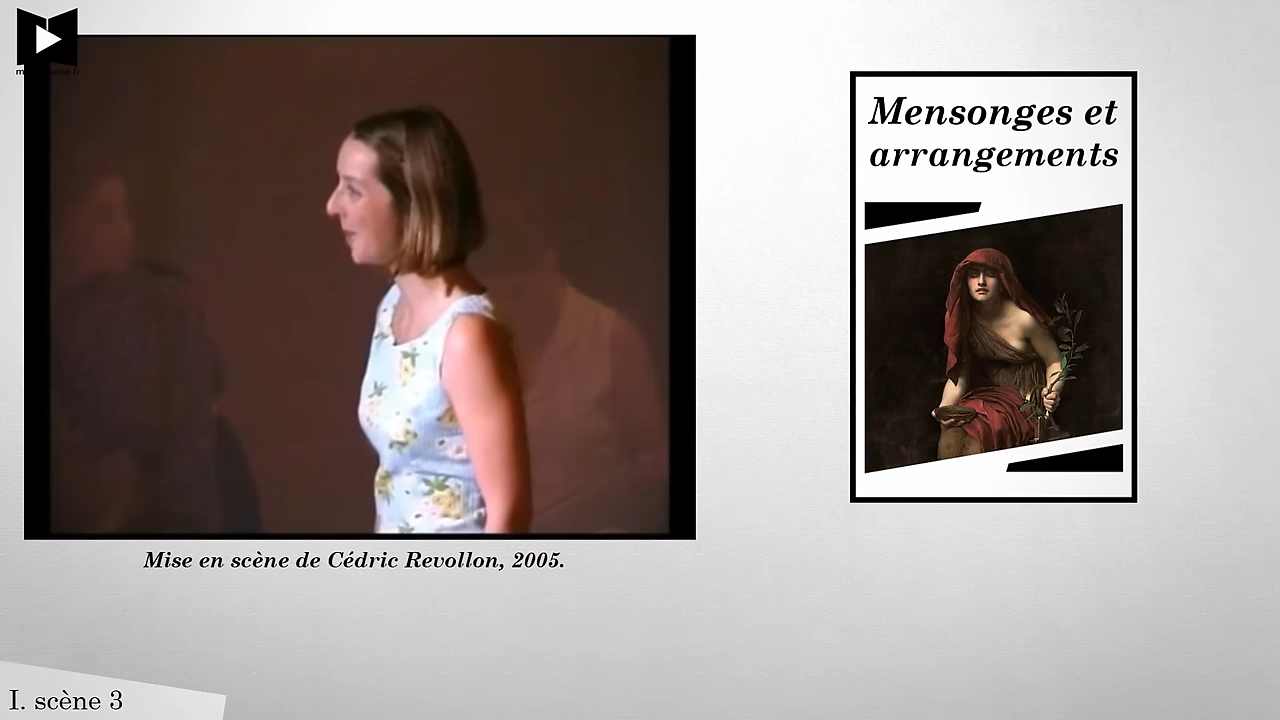 Mensonges et
arrangements
Mise en scène de Cédric Revollon, 2005.
I. scène 3